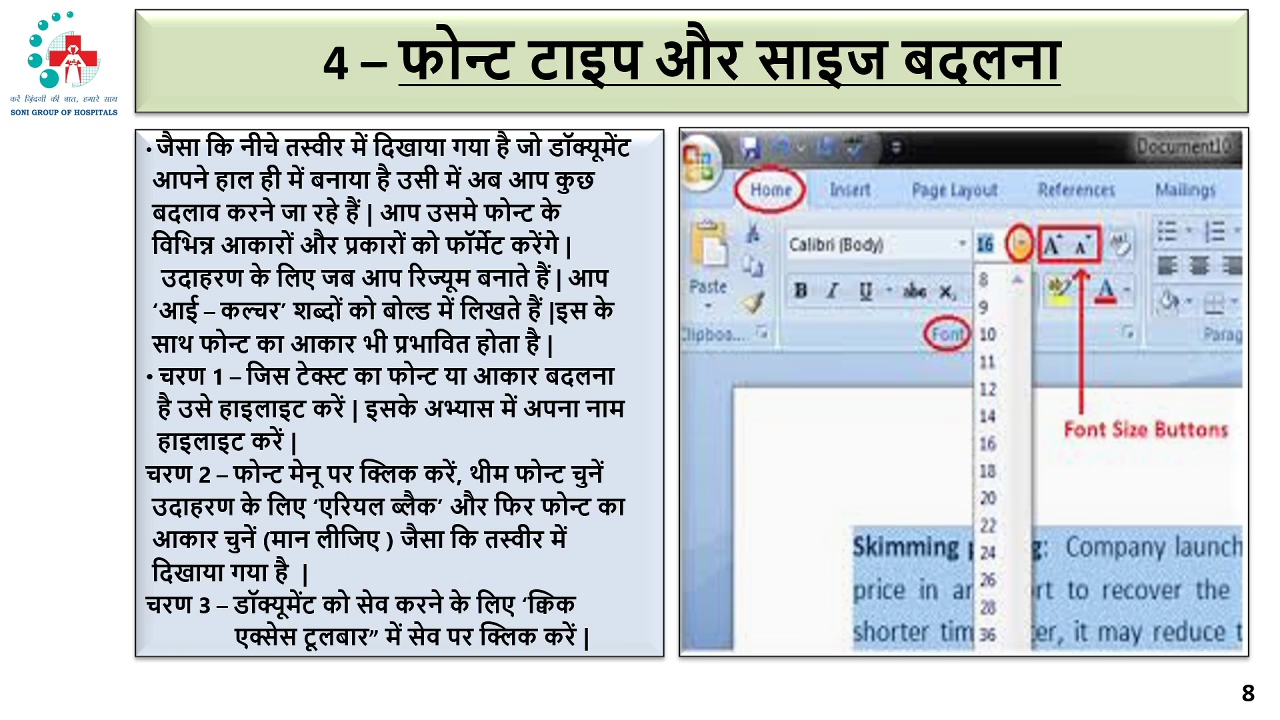 करें ज़िंदगी की बात, हमारे साथ
SONI GROUP OF HOSPITALS
4 – फोन्ट टाइप और साइज बदलना
• जैसा कि नीचे तस्वीर में दिखाया गया है जो डॉक्यूमेंट
आपने हाल ही में बनाया है उसी में अब आप कुछ
बदलाव करने जा रहे हैं | आप उसमे फोन्ट के
विभिन्न आकारों और प्रकारों को फॉर्मेट करेंगे |
उदाहरण के लिए जब आप रिज्यूम बनाते हैं | आप
‘आई – कल्चर’ शब्दों को बोल्ड में लिखते हैं |इस के
साथ फोन्ट का आकार भी प्रभावित होता है |
• चरण 1 – जिस टेक्स्ट का फोन्ट या आकार बदलना
है उसे हाइलाइट करें | इसके अभ्यास में अपना नाम
हाइलाइट करें |
चरण 2 – फोन्ट मेनू पर क्लिक करें, थीम फोन्ट चुनें
उदाहरण के लिए ‘एरियल ब्लैक’ और फिर फोन्ट का
आकार चुनें (मान लीजिए ) जैसा कि तस्वीर में
दिखाया गया है |
चरण 3 – डॉक्यूमेंट को सेव करने के लिए ‘क्विक
एक्सेस टूलबार” में सेव पर क्लिक करें |
Document10
Home Insert Page Layout References Mailings
Calibri (Body) 16 A A
Paste B I U abc x, A
Clipboa... Font Parag
8
9
10
11
12
14
16
18
20
22
24
26
28
36
Font Size Buttons
Skimming g: Company launch
price in an rt to recover the
shorter tim er, it may reduce t
8